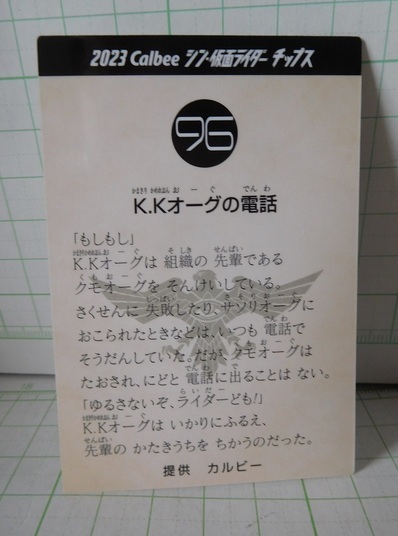 2023 Calbee シン・仮面ライダー チップス
96
K.Kオーグの電話
「もしもし」
K.Kオーグは 組織の 先輩である
クモオーグを そんけいしている。
さくせんに 失敗したり、サソリオーグに
おこられたときなどは、いつも 電話で
そうだんしていた。だが、クモオーグは
たおされ、にどと 電話に出ることは ない。
「ゆるさないぞ、ライダーども!」
K.Kオーグは いかりにふるえ、
先輩の かたきうちを ちかうのだった。
提供 カルビー